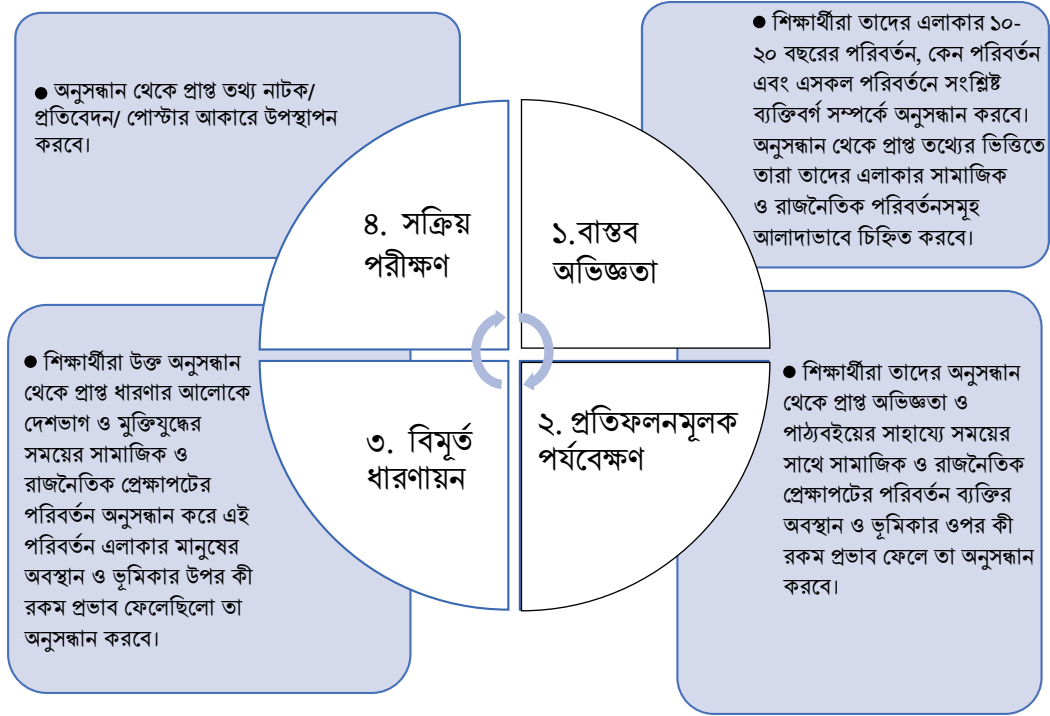 ● শিক্ষার্থীরা তাদের এলাকার ১০-
২০ বছরের পরিবর্তন, কেন পরিবর্তন
এবং এসকল পরিবর্তনে সংশ্লিষ্ট
ব্যক্তিবর্গ সম্পর্কে অনুসন্ধান করবে।
অনুসন্ধান থেকে প্রাপ্ত তথ্যের ভিত্তিতে
তারা তাদের এলাকার সামাজিক
ও রাজনৈতিক পরিবর্তনসমূহ
আলাদাভাবে চিহ্নিত করবে।
১.বাস্তব
অভিজ্ঞতা
২. প্রতিফলনমূলক
পর্যবেক্ষণ
● শিক্ষার্থীরা তাদের অনুসন্ধান
থেকে প্রাপ্ত অভিজ্ঞতা ও
পাঠ্যবইয়ের সাহায্যে সময়ের
সাথে সামাজিক ও রাজনৈতিক
প্রেক্ষাপটের পরিবর্তন ব্যক্তির
অবস্থান ও ভূমিকার ওপর কী
রকম প্রভাব ফেলে তা অনুসন্ধান
করবে।
৩. বিমূর্ত
ধারণায়ন
● শিক্ষার্থীরা উক্ত অনুসন্ধান
থেকে প্রাপ্ত ধারণার আলোকে
দেশভাগ ও মুক্তিযুদ্ধের
সময়ের সামাজিক ও
রাজনৈতিক প্রেক্ষাপটের
পরিবর্তন অনুসন্ধান করে এই
পরিবর্তন এলাকার মানুষের
অবস্থান ও ভূমিকার উপর কী
রকম প্রভাব ফেলেছিলো তা
অনুসন্ধান করবে।
৪. সক্রিয়
পরীক্ষণ
● অনুসন্ধান থেকে প্রাপ্ত তথ্য নাটক/
প্রতিবেদন/ পোস্টার আকারে উপস্থাপন
করবে।